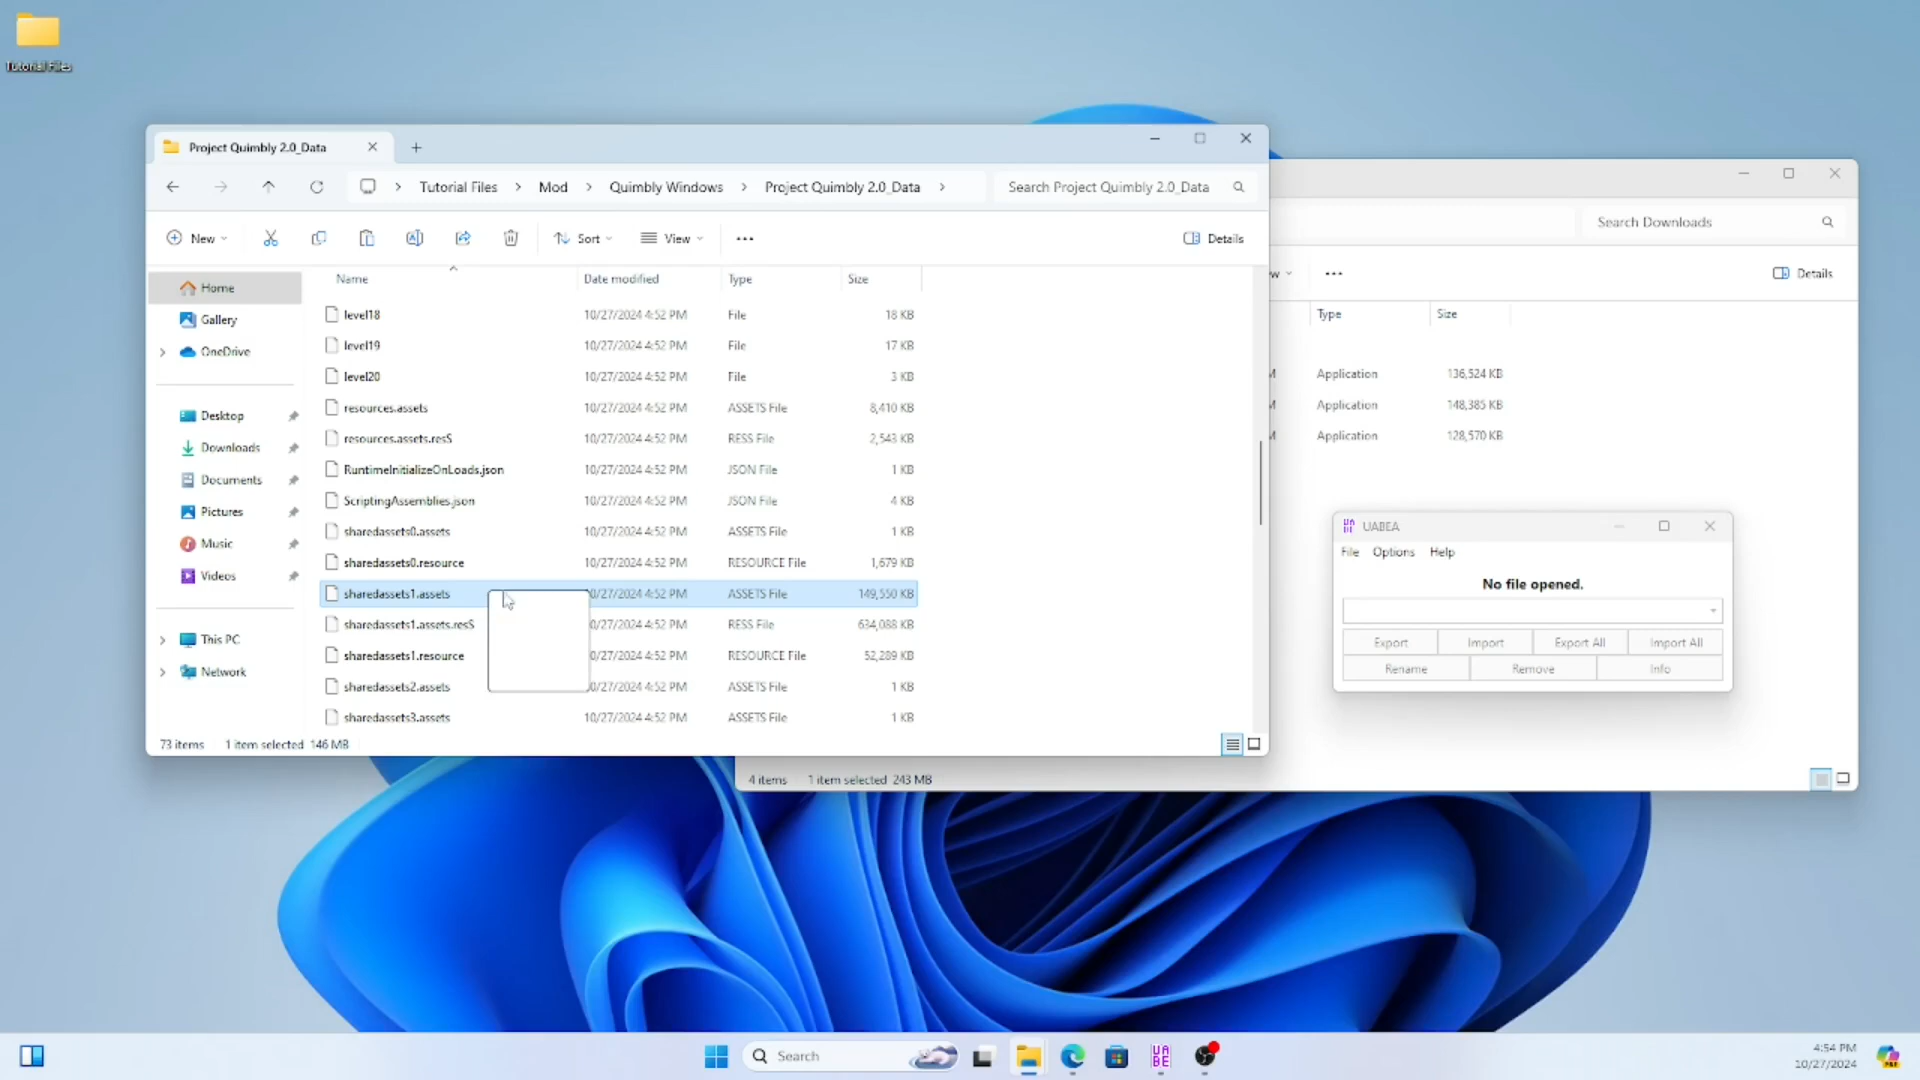 Tutorial Files
Project Quimbly 2.0_Data
Tutorial Files
Mod
Quimbly Windows
Project Quimbly 2.0_Data
Search Project Quimbly 2.0_Data
New
Sort
View
Details
Home
Gallery
OneDrive
Desktop
Downloads
Documents
Pictures
Music
Videos
This PC
Network
Name Date modified Type Size
level18 10/27/2024 4:52 PM File 18 KB
level19 10/27/2024 4:52 PM File 17 KB
level20 10/27/2024 4:52 PM File 3 KB
resources.assets 10/27/2024 4:52 PM ASSETS File 8,410 KB
resources.assets.resS 10/27/2024 4:52 PM RESS File 2,543 KB
RuntimeInitializeOnLoads.json 10/27/2024 4:52 PM JSON File 1 KB
ScriptingAssemblies.json 10/27/2024 4:52 PM JSON File 4 KB
sharedassets0.assets 10/27/2024 4:52 PM ASSETS File 1 KB
sharedassets0.resource 10/27/2024 4:52 PM RESOURCE File 1,679 KB
sharedassets1.assets 0/27/2024 4:52 PM ASSETS File 149,550 KB
sharedassets1.assets.resS 0/27/2024 4:52 PM RESS File 634,088 KB
sharedassets1.resource 0/27/2024 4:52 PM RESOURCE File 52,289 KB
sharedassets2.assets 0/27/2024 4:52 PM ASSETS File 1 KB
sharedassets3.assets 10/27/2024 4:52 PM ASSETS File 1 KB
73 items 1 item selected 146 MB
Search Downloads
ew
Details
Type Size
M Application 136,524 KB
M Application 148,385 KB
M Application 128,570 KB
4 items 1 item selected 243 MB
UABEA
File Options Help
No file opened.
Export Import Export All Import All
Rename Remove Info
Search
UABE
4:54 PM
10/27/2024